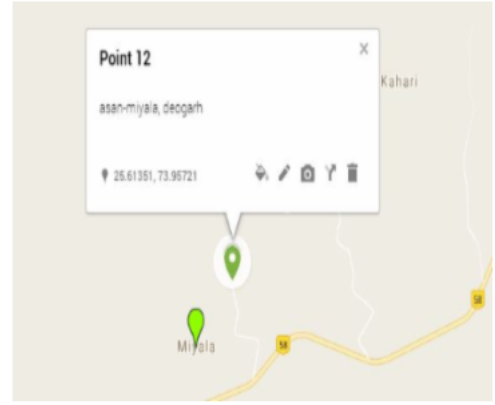 Point 12
Kahari
asan-miyala, deogarh
25.61351, 73.95721
58
Miyala
58